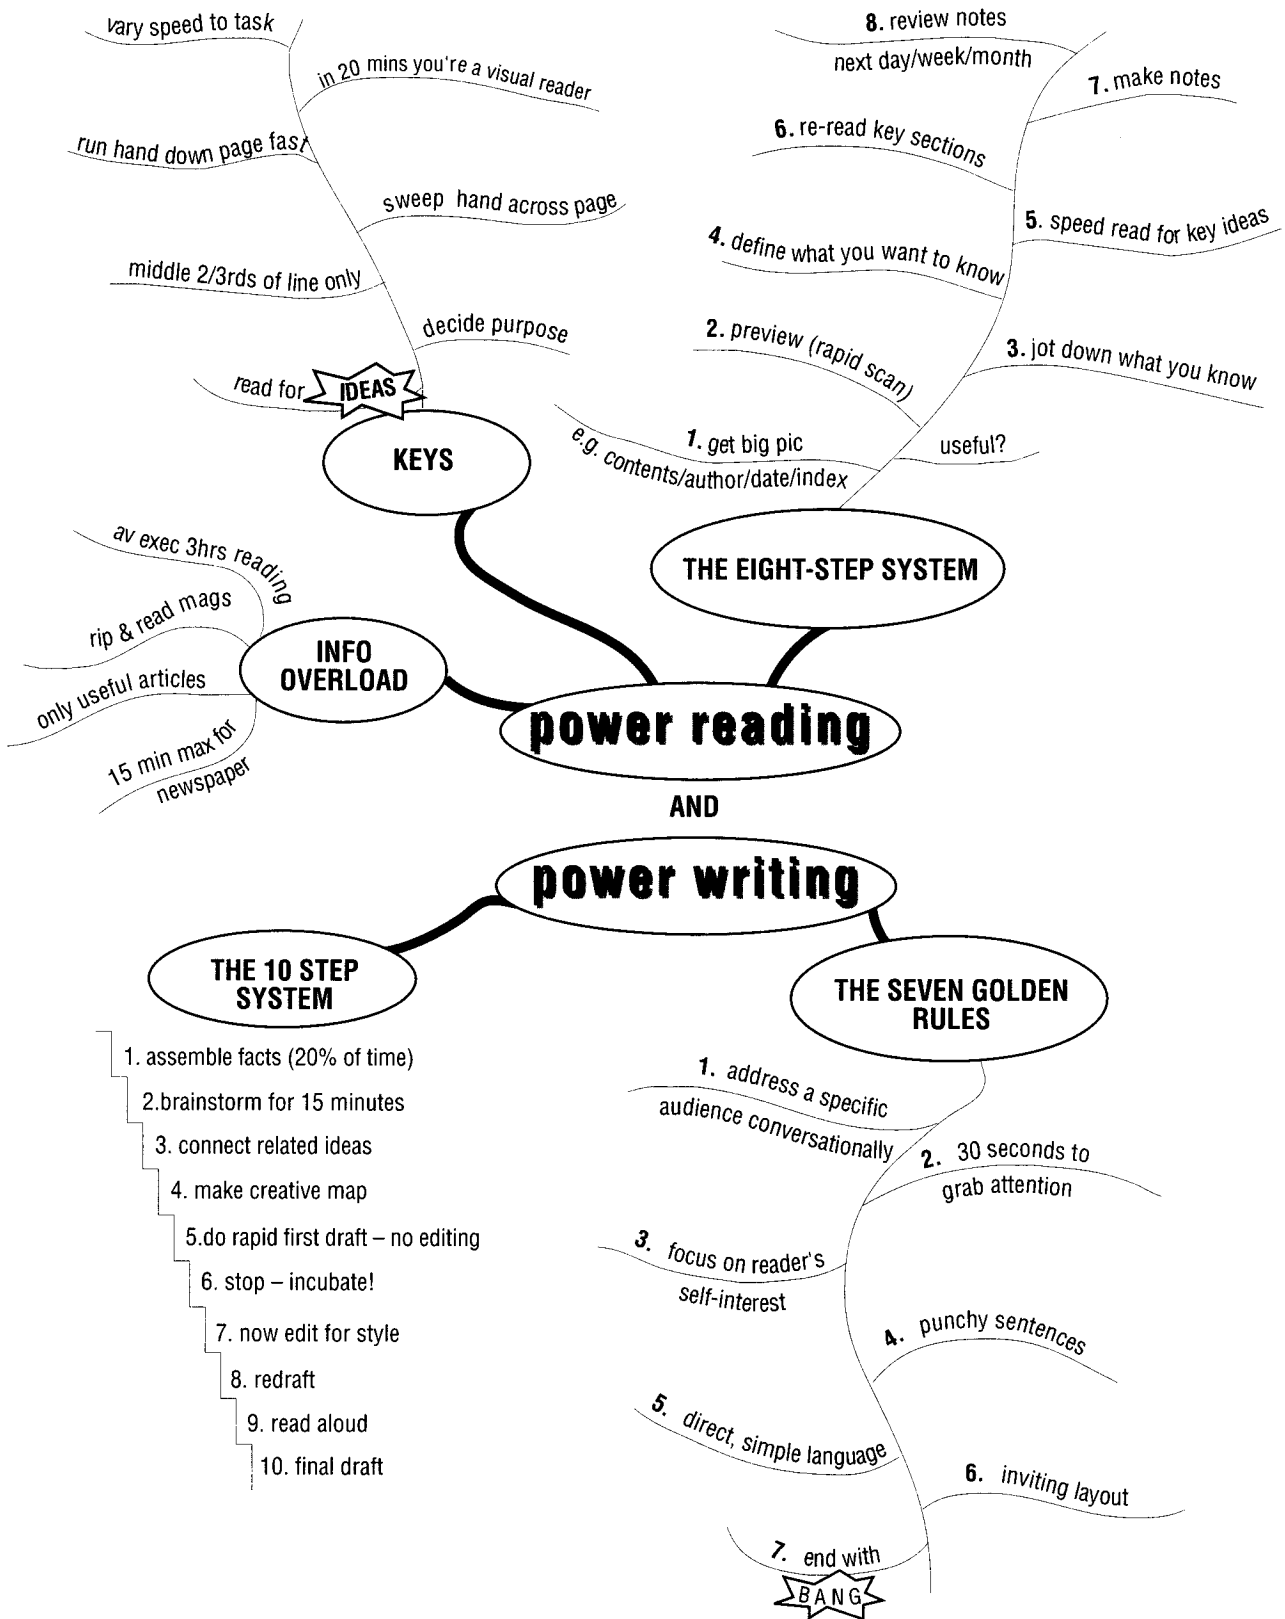 vary speed to task
in 20 mins you're a visual reader
run hand down page fast
sweep hand across page
middle 2/3rds of line only
decide purpose
read for IDEAS
KEYS
8. review notes
next day/week/month
7. make notes
6. re-read key sections
5. speed read for key ideas
4. define what you want to know
3. jot down what you know
2. preview (rapid scan)
1. get big pic
e.g. contents/author/date/index
useful?
THE EIGHT-STEP SYSTEM
av exec 3hrs reading
rip & read mags
only useful articles
15 min max for
newspaper
INFO
OVERLOAD
power reading
AND
power writing
THE 10 STEP
SYSTEM
1. assemble facts (20% of time)
2.brainstorm for 15 minutes
3. connect related ideas
4. make creative map
5.do rapid first draft – no editing
6. stop – incubate!
7. now edit for style
8. redraft
9. read aloud
10. final draft
THE SEVEN GOLDEN
RULES
1. address a specific
audience conversationally
2. 30 seconds to
grab attention
3. focus on reader's
self-interest
4. punchy sentences
5. direct, simple language
6. inviting layout
7. end with
BANG